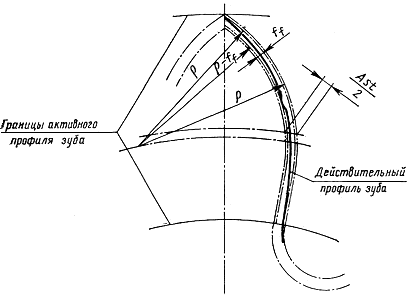 f_f
ρ
ρ-f_f
ρ
Ast
2
Границы активного
профиля зуба
Действительный
профиль зуба